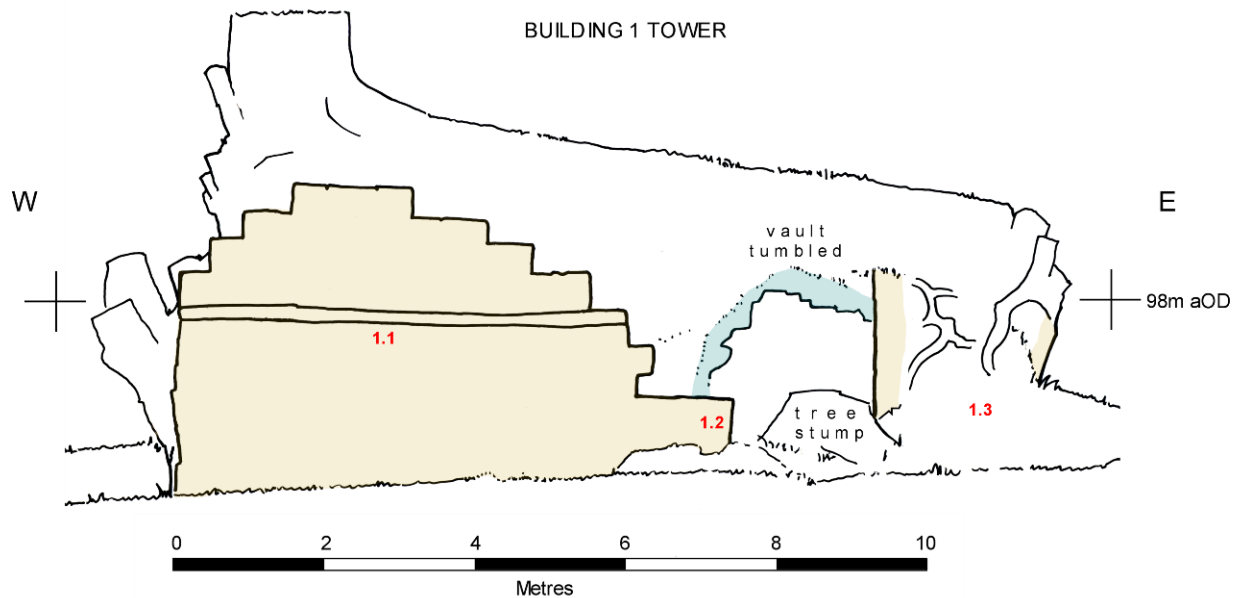 BUILDING 1 TOWER
W
E
vault
tumbled
98m aOD
1.1
1.2
tree
stump
1.3
0 2 4 6 8 10
Metres